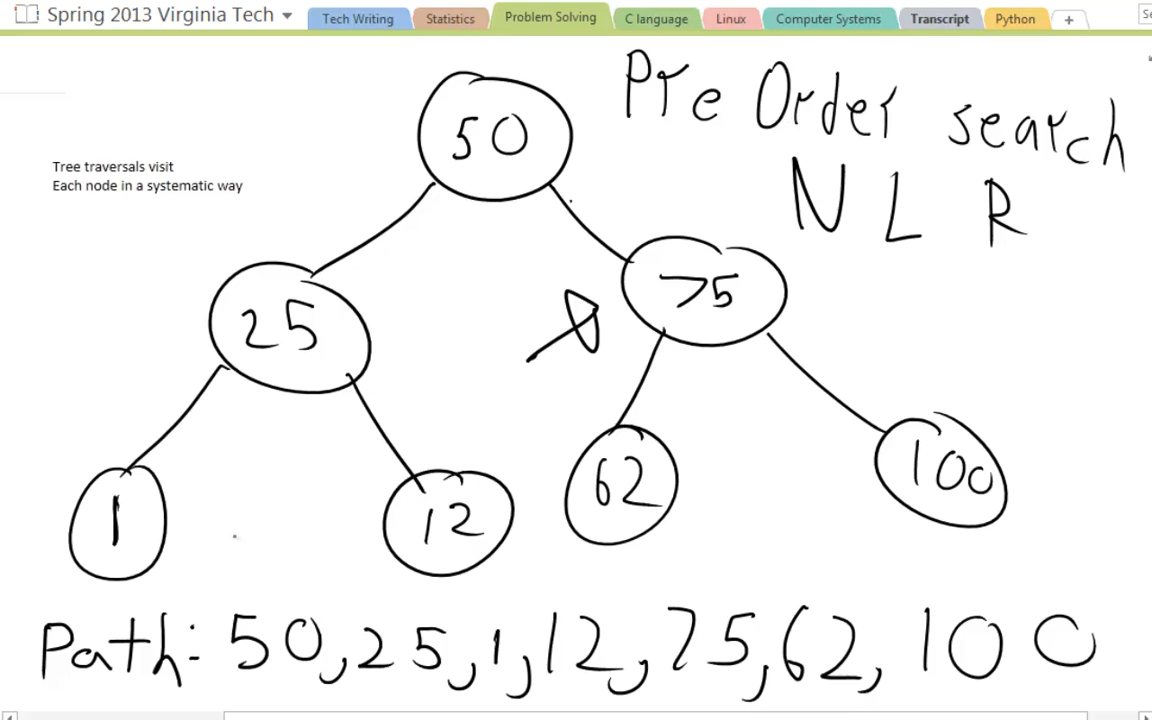 Spring 2013 Virginia Tech
Tech Writing Statistics Problem Solving C language Linux Computer Systems Transcript Python +
Pre Order search
N L R
Tree traversals visit
Each node in a systematic way
50
25
75
1
12
62
100
Path: 50,25,1,12,75,62,100